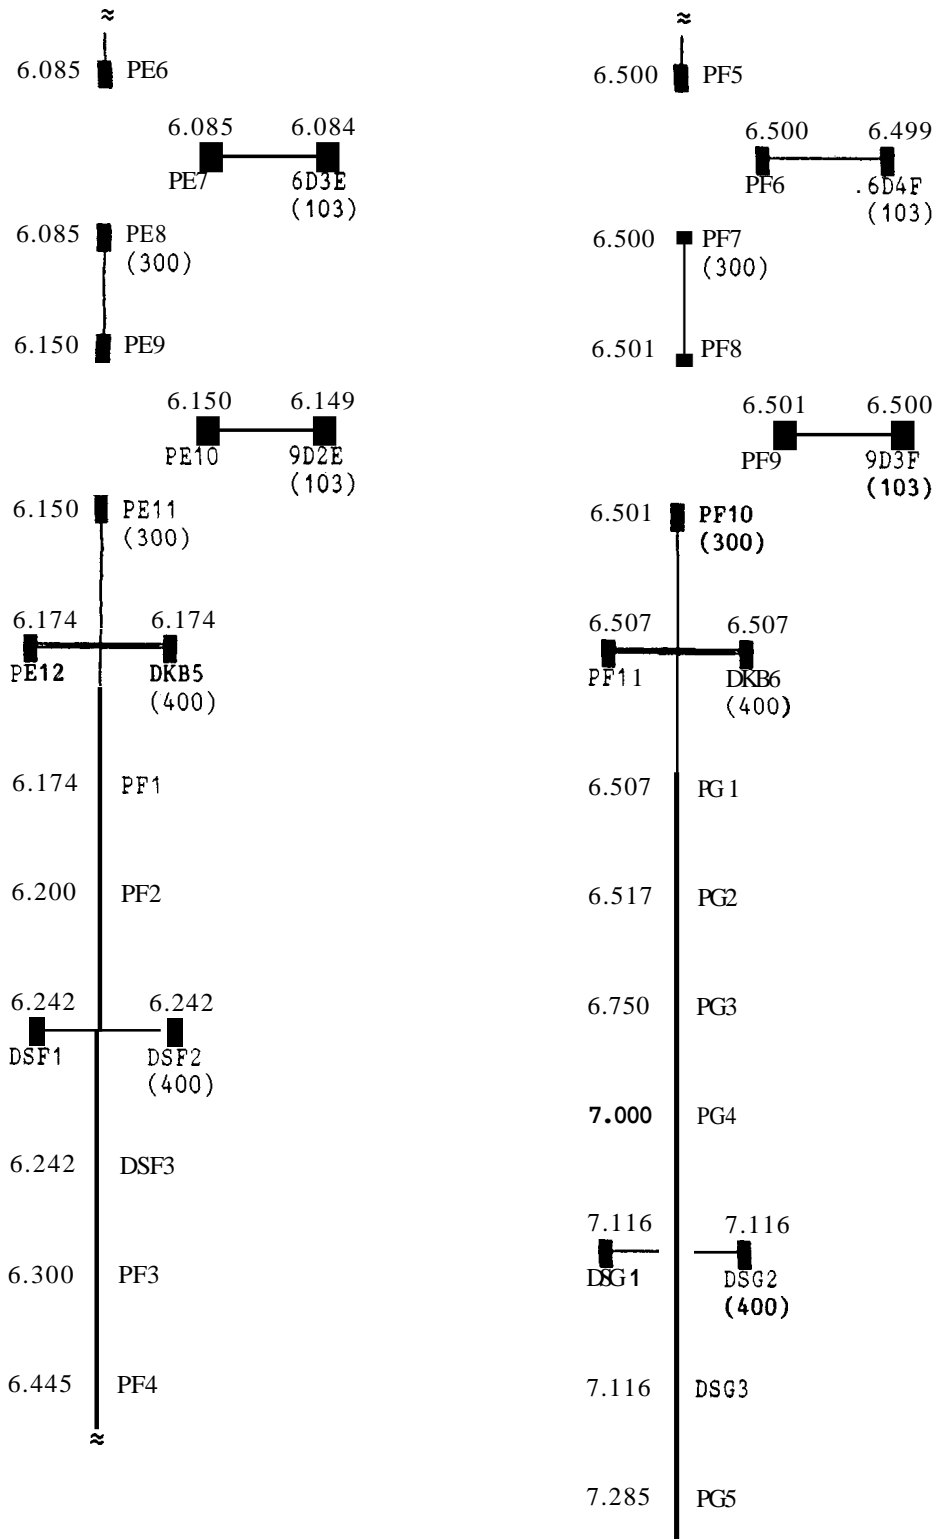 ≈
6.085 PE6
6.085 6.084
PE7 6D3E
(103)
6.085 PE8
(300)
6.150 PE9
6.150 6.149
PE10 9D2E
(103)
6.150 PE11
(300)
6.174 6.174
PE12 DKB5
(400)
6.174 PF1
6.200 PF2
6.242 6.242
DSF1 DSF2
(400)
6.242 DSF3
6.300 PF3
6.445 PF4
≈
≈
6.500 PF5
6.500 6.499
PF6 .6D4F
(103)
6.500 PF7
(300)
6.501 PF8
6.501 6.500
PF9 9D3F
(103)
6.501 PF10
(300)
6.507 6.507
PF11 DKB6
(400)
6.507 PG1
6.517 PG2
6.750 PG3
7.000 PG4
7.116 7.116
DSG1 DSG2
(400)
7.116 DSG3
7.285 PG5